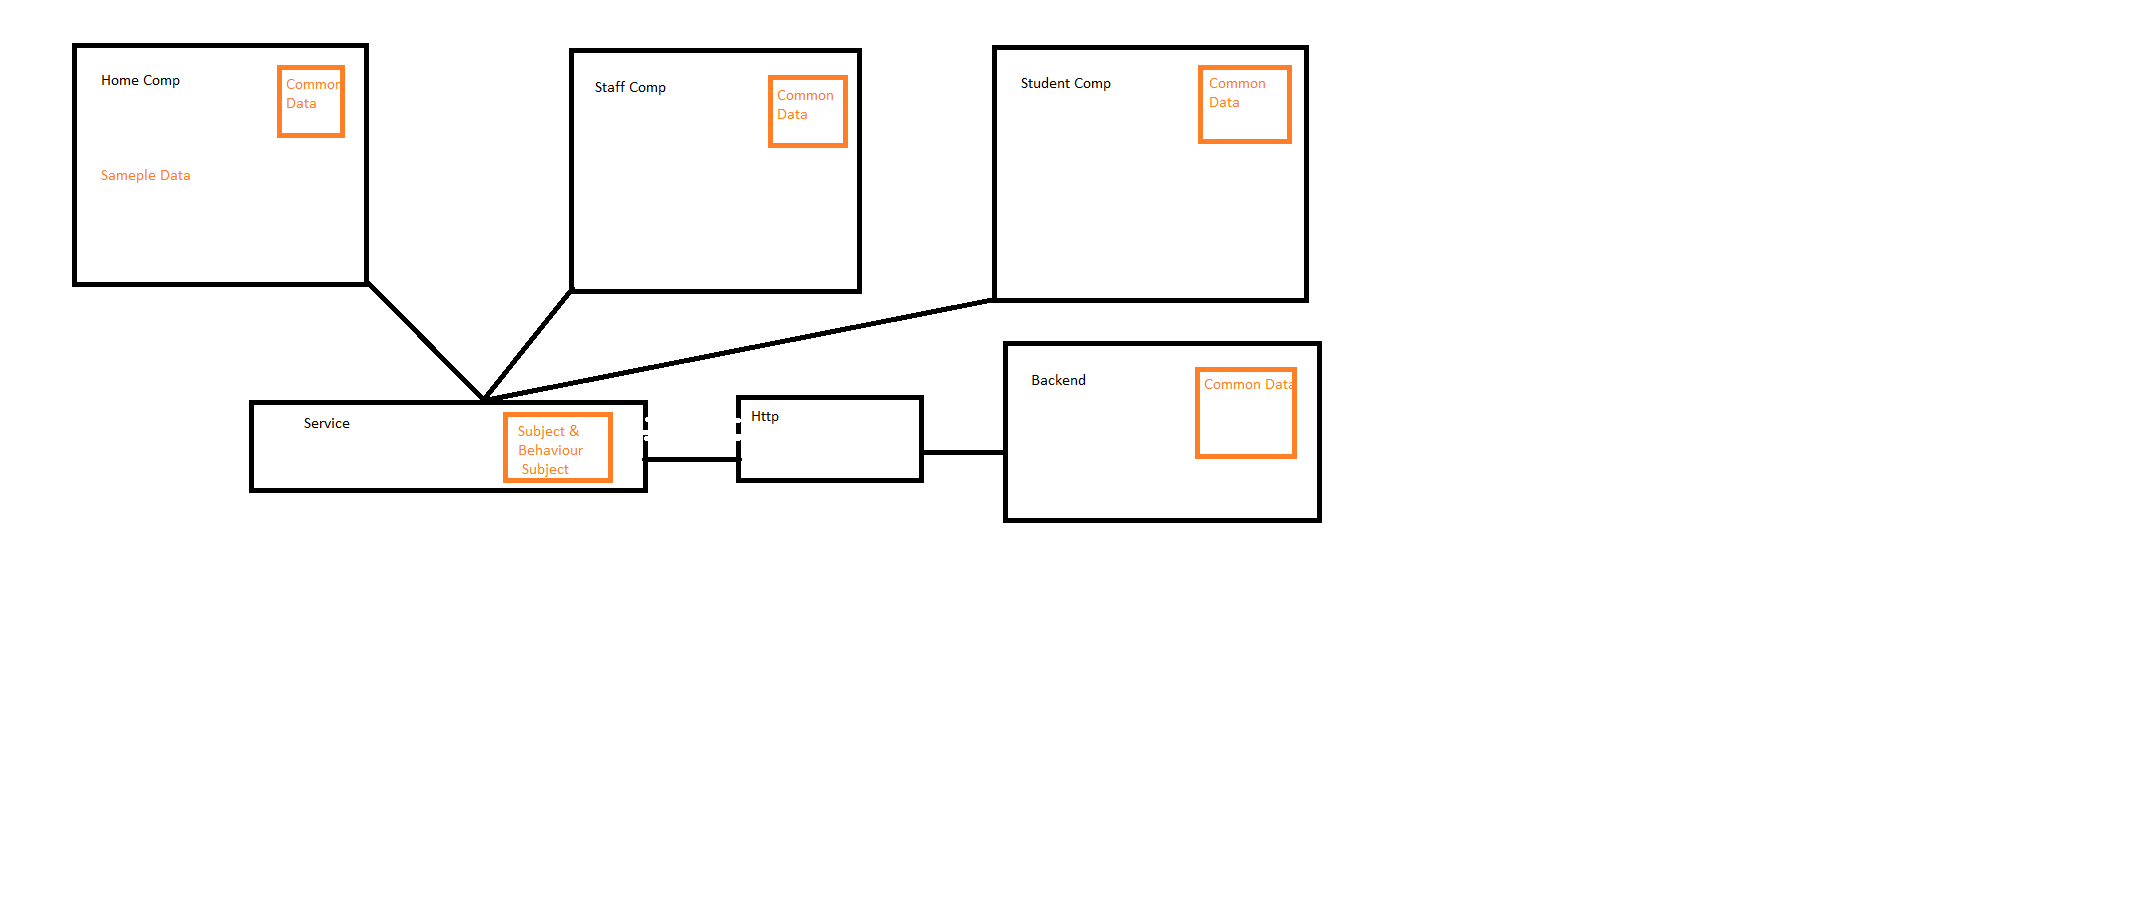 Home Comp
Common
Data
Sameple Data
Staff Comp
Common
Data
Student Comp
Common
Data
Service
Subject &
Behaviour
Subject
Http
Backend
Common Data